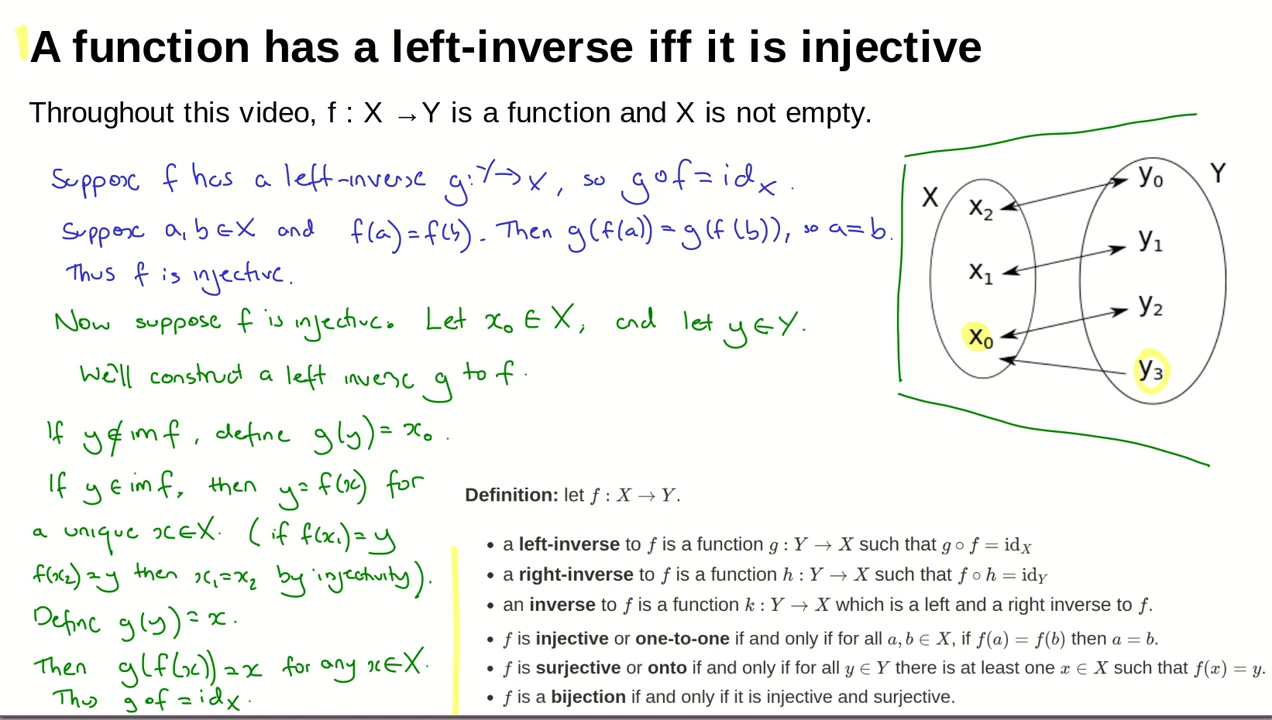 A function has a left-inverse iff it is injective
Throughout this video, f : X →Y is a function and X is not empty.
Suppose f has a left-inverse g: Y→X, so g∘f = id_X.
Suppose a, b ∈ X and f(a) = f(b). Then g(f(a)) = g(f(b)), so a = b.
Thus f is injective.
Now suppose f is injective. Let x₀ ∈ X, and let y ∈ Y.
We'll construct a left inverse g to f.
If y ∉ im f, define g(y) = x₀.
If y ∈ im f, then y = f(x) for
a unique x ∈ X. (if f(x₁) = y
f(x₂) = y then x₁ = x₂ by injectivity).
Define g(y) = x.
Then g(f(x)) = x for any x ∈ X.
Thus g∘f = id_X.
X
Y
x₂
y₀
x₁
y₁
x₀
y₂
y₃
Definition: let f : X → Y.
• a left-inverse to f is a function g : Y → X such that g ∘ f = id_X
• a right-inverse to f is a function h : Y → X such that f ∘ h = id_Y
• an inverse to f is a function k : Y → X which is a left and a right inverse to f.
• f is injective or one-to-one if and only if for all a, b ∈ X, if f(a) = f(b) then a = b.
• f is surjective or onto if and only if for all y ∈ Y there is at least one x ∈ X such that f(x) = y.
• f is a bijection if and only if it is injective and surjective.